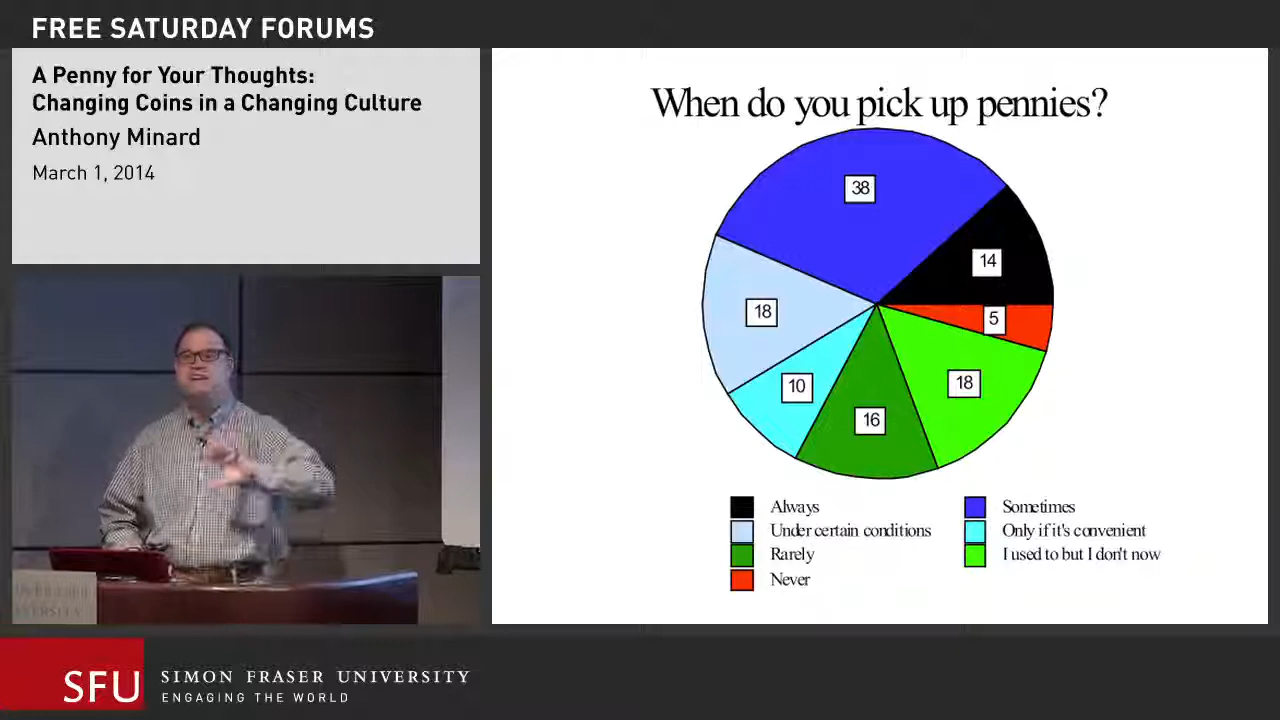 FREE SATURDAY FORUMS
A Penny for Your Thoughts:
Changing Coins in a Changing Culture
Anthony Minard
March 1, 2014
When do you pick up pennies?
38
14
18
5
18
10
16
Always
Sometimes
Under certain conditions
Only if it's convenient
Rarely
I used to but I don't now
Never
SFU
SIMON FRASER UNIVERSITY
ENGAGING THE WORLD